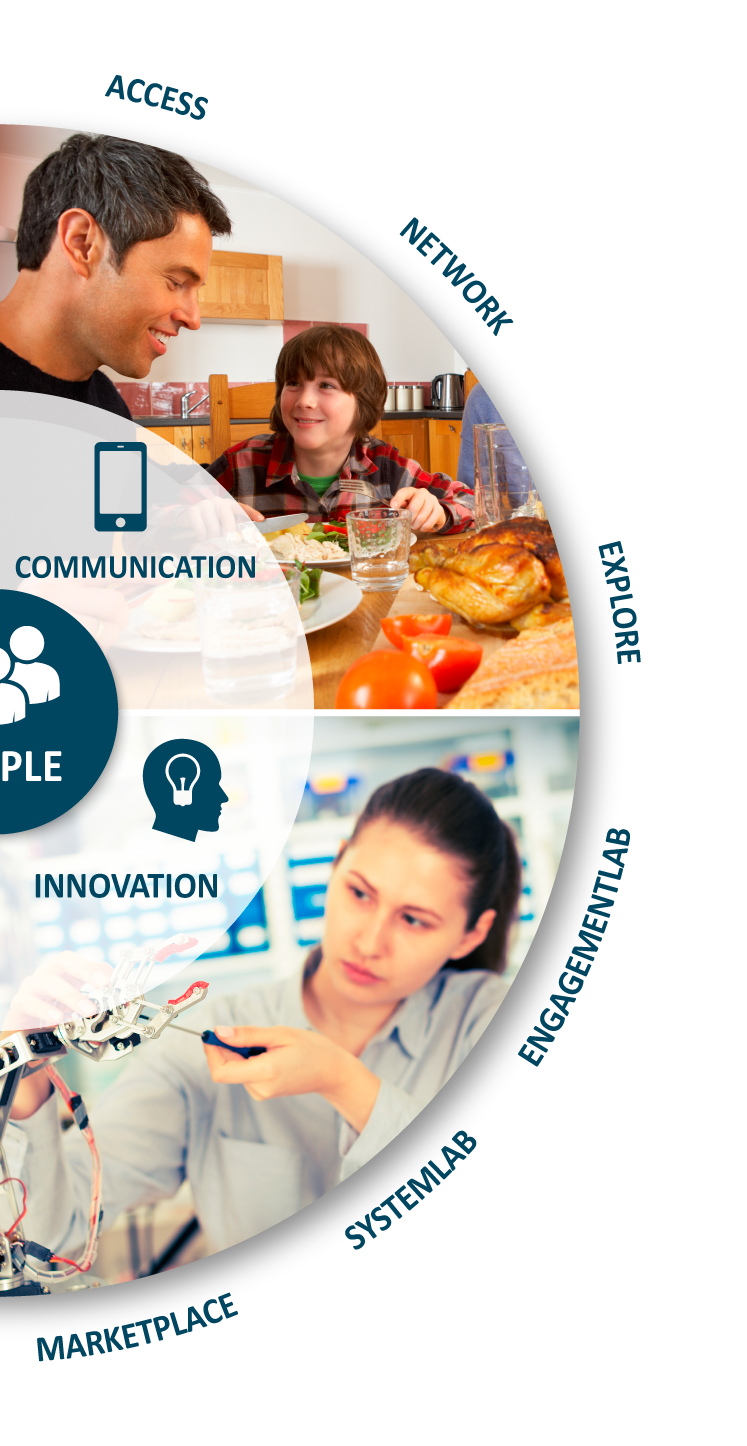 ACCESS
NETWORK
COMMUNICATION
EXPLORE
PLE
INNOVATION
ENGAGEMENTLAB
SYSTEMLAB
MARKETPLACE